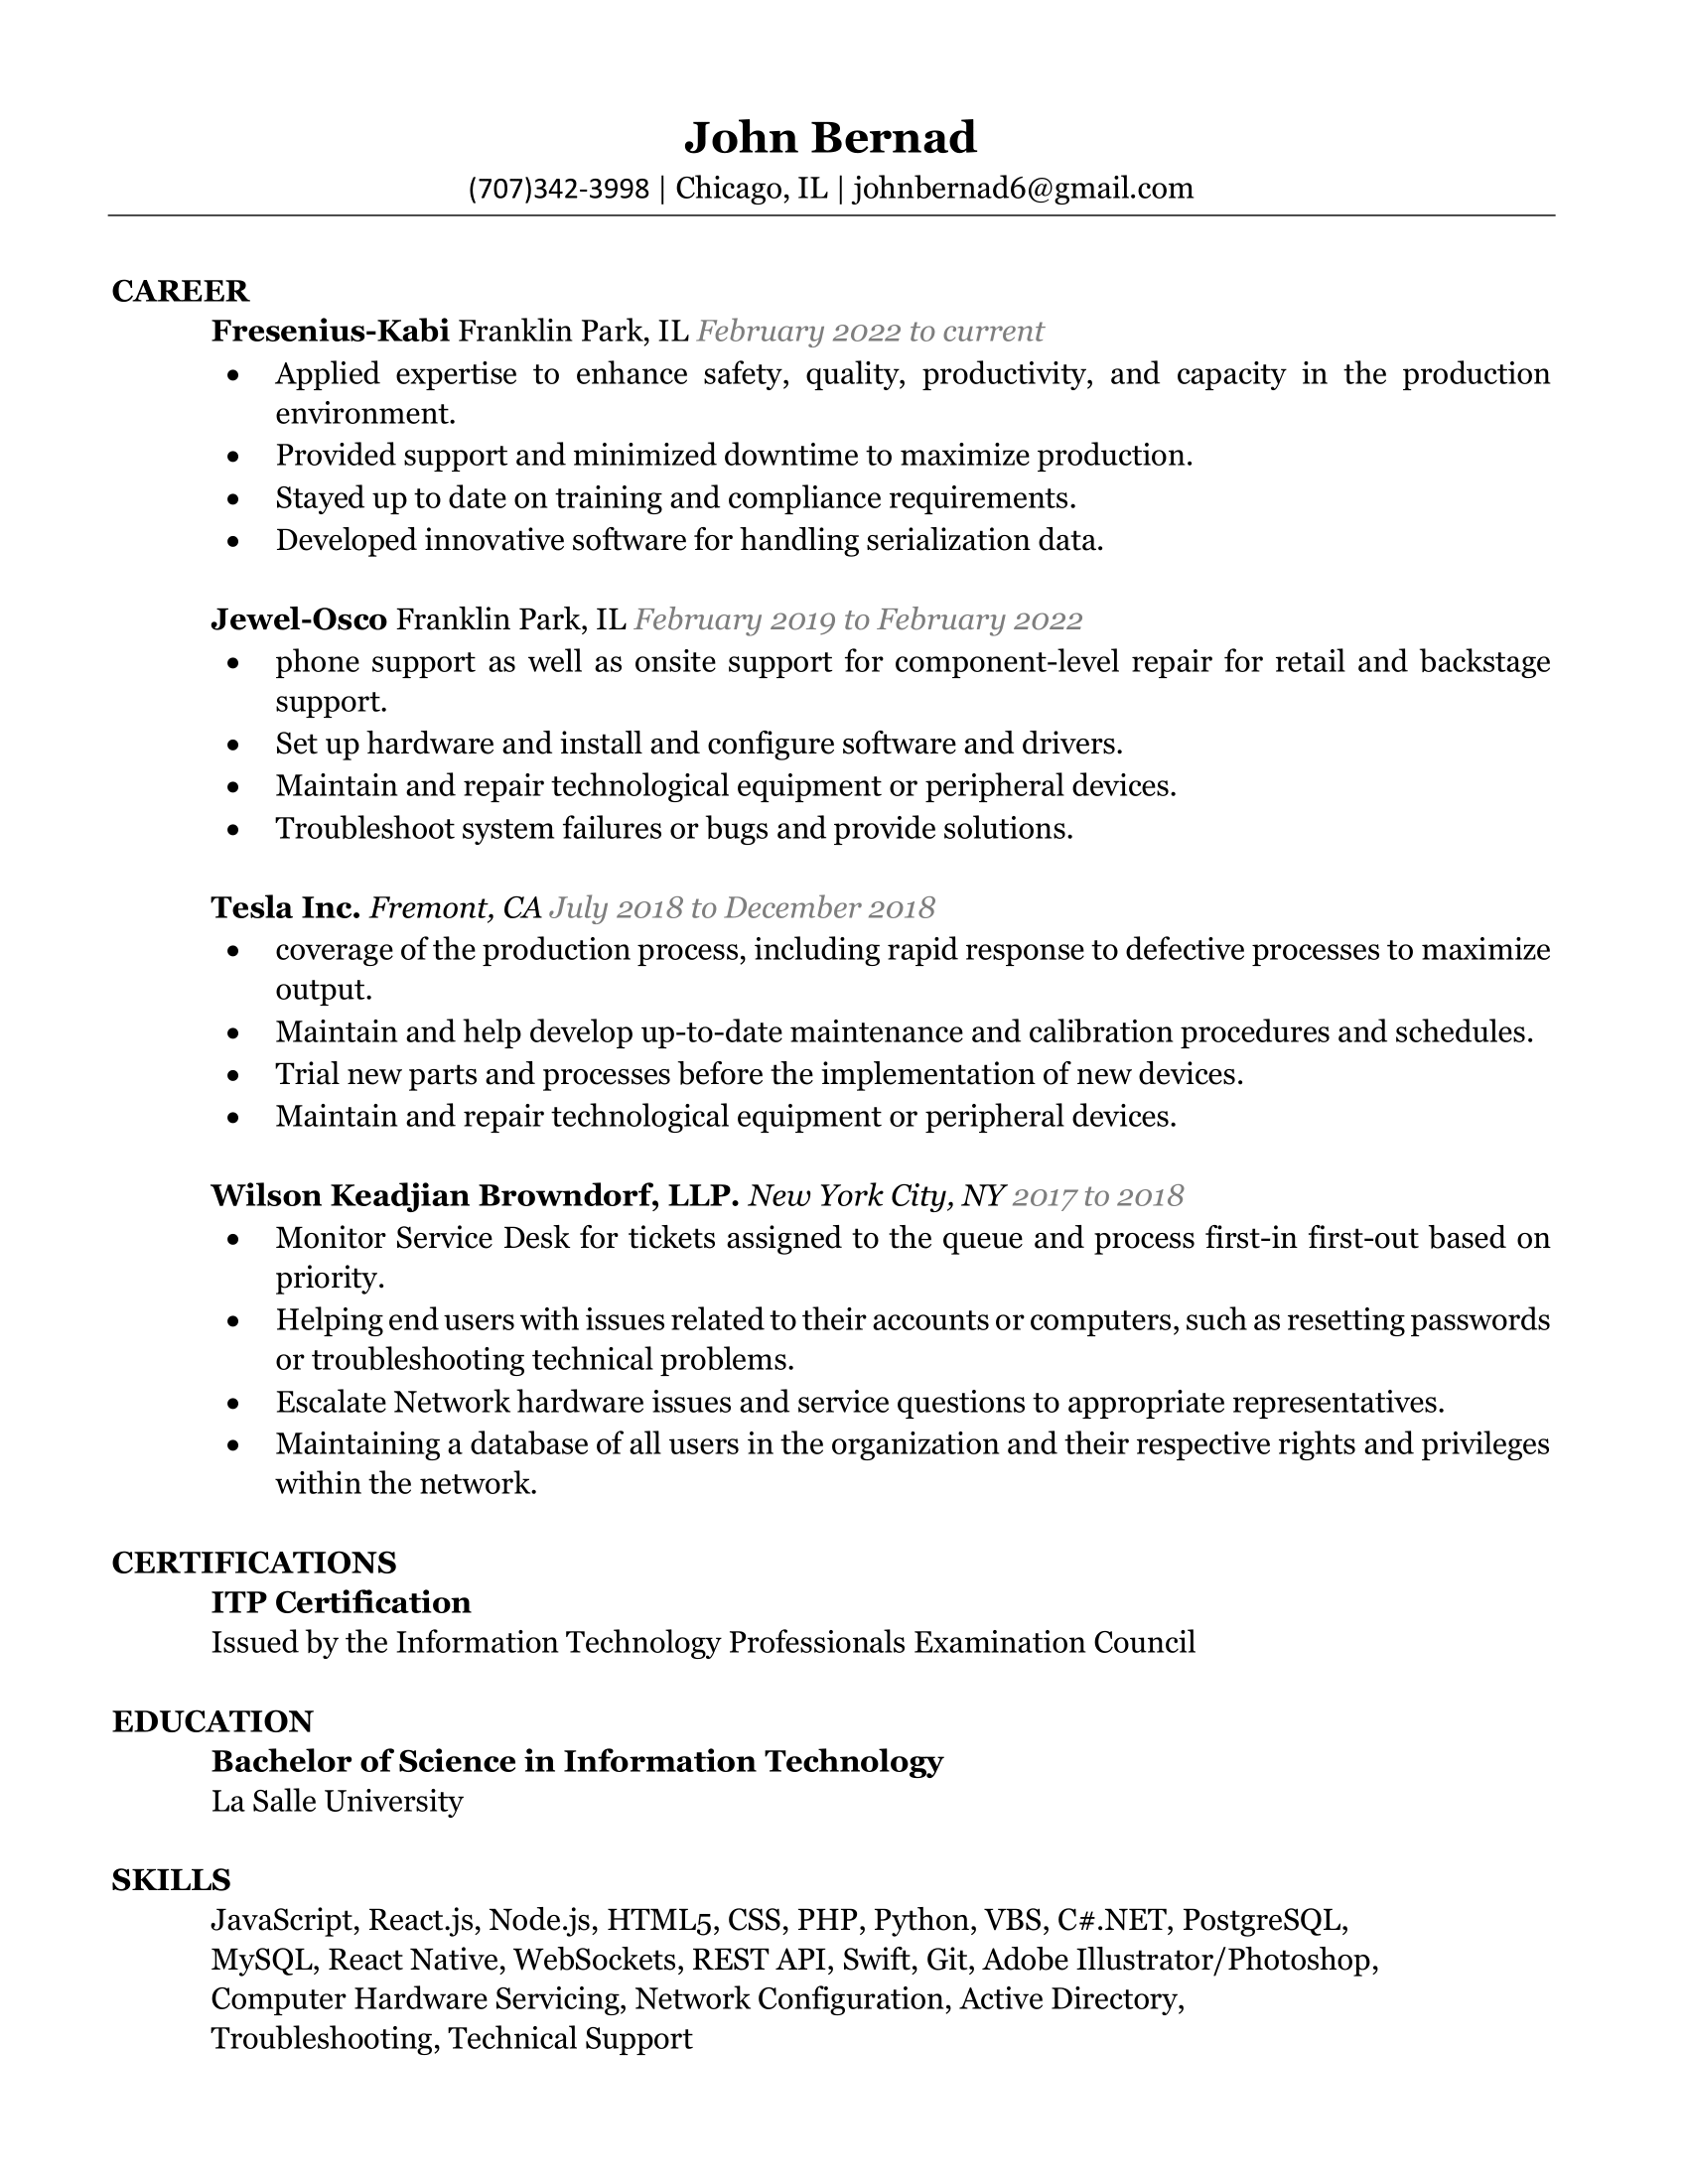 John Bernad
(707)342-3998 | Chicago, IL | johnbernad6@gmail.com
CAREER
Fresenius-Kabi Franklin Park, IL February 2022 to current
• Applied expertise to enhance safety, quality, productivity, and capacity in the production
environment.
• Provided support and minimized downtime to maximize production.
• Stayed up to date on training and compliance requirements.
• Developed innovative software for handling serialization data.
Jewel-Osco Franklin Park, IL February 2019 to February 2022
• phone support as well as onsite support for component-level repair for retail and backstage
support.
• Set up hardware and install and configure software and drivers.
• Maintain and repair technological equipment or peripheral devices.
• Troubleshoot system failures or bugs and provide solutions.
Tesla Inc. Fremont, CA July 2018 to December 2018
• coverage of the production process, including rapid response to defective processes to maximize
output.
• Maintain and help develop up-to-date maintenance and calibration procedures and schedules.
• Trial new parts and processes before the implementation of new devices.
• Maintain and repair technological equipment or peripheral devices.
Wilson Keadjian Browndorf, LLP. New York City, NY 2017 to 2018
• Monitor Service Desk for tickets assigned to the queue and process first-in first-out based on
priority.
• Helping end users with issues related to their accounts or computers, such as resetting passwords
or troubleshooting technical problems.
• Escalate Network hardware issues and service questions to appropriate representatives.
• Maintaining a database of all users in the organization and their respective rights and privileges
within the network.
CERTIFICATIONS
ITP Certification
Issued by the Information Technology Professionals Examination Council
EDUCATION
Bachelor of Science in Information Technology
La Salle University
SKILLS
JavaScript, React.js, Node.js, HTML5, CSS, PHP, Python, VBS, C#.NET, PostgreSQL,
MySQL, React Native, WebSockets, REST API, Swift, Git, Adobe Illustrator/Photoshop,
Computer Hardware Servicing, Network Configuration, Active Directory,
Troubleshooting, Technical Support